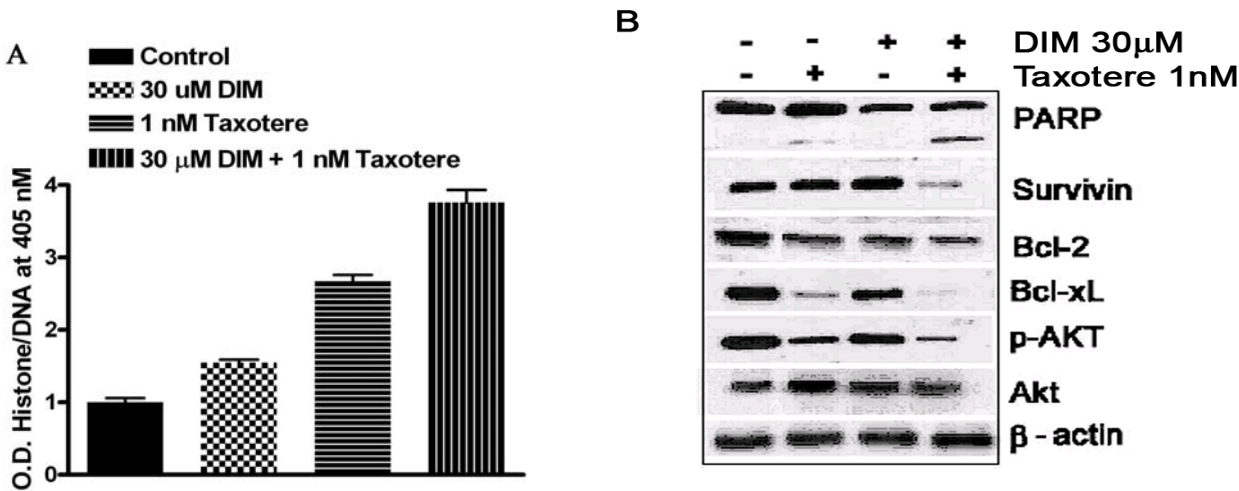 A
Control
30 uM DIM
1 nM Taxotere
30 μM DIM + 1 nM Taxotere
O.D. Histone/DNA at 405 nM
4
3
2
1
0
B
- - + + DIM 30μM
- + - + Taxotere 1nM
PARP
Survivin
Bcl-2
Bcl-xL
p-AKT
Akt
β - actin